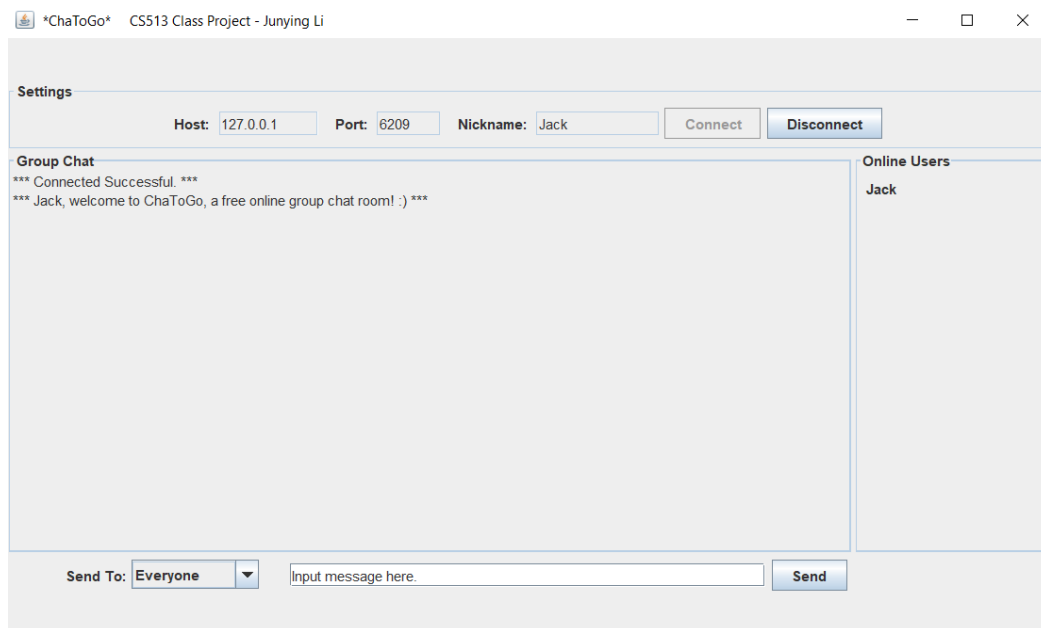 *ChaToGo*    CS513 Class Project - Junying Li
Settings
Host: 127.0.0.1 Port: 6209 Nickname: Jack Connect Disconnect
Group Chat
*** Connected Successful. ***
*** Jack, welcome to ChaToGo, a free online group chat room! :) ***
Online Users
Jack
Send To: Everyone Input message here. Send